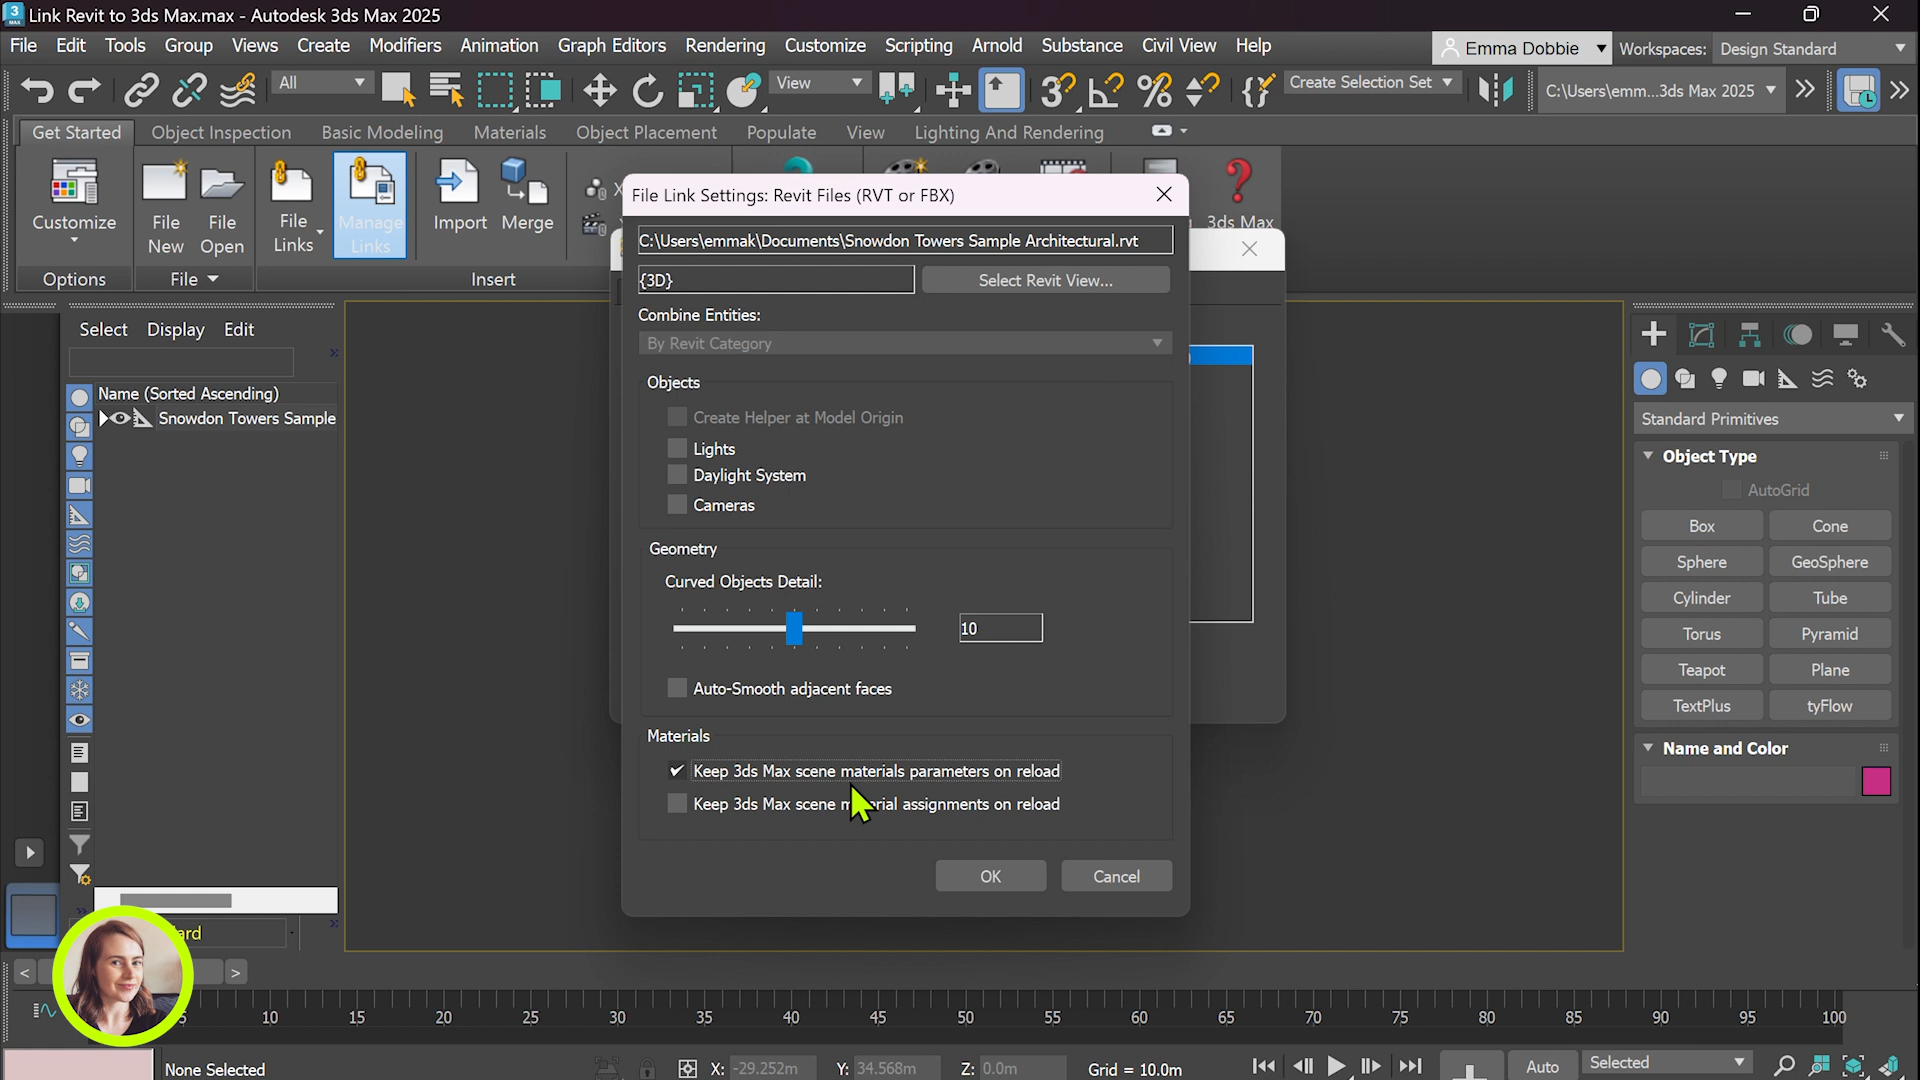 Link Revit to 3ds Max.max - Autodesk 3ds Max 2025
File Edit Tools Group Views Create Modifiers Animation Graph Editors Rendering Customize Scripting Arnold Substance Civil View Help
Emma Dobbie Workspaces: Design Standard
All View Create Selection Set C:\Users\emm...3ds Max 2025
Get Started Object Inspection Basic Modeling Materials Object Placement Populate View Lighting And Rendering
Customize
File New
File Open
File Links
Manage Links
Import
Merge
3ds Max
Options File Insert
File Link Settings: Revit Files (RVT or FBX)
C:\Users\emmak\Documents\Snowdon Towers Sample Architectural.rvt
{3D} Select Revit View...
Combine Entities:
By Revit Category
Objects
Create Helper at Model Origin
Lights
Daylight System
Cameras
Geometry
Curved Objects Detail:
10
Auto-Smooth adjacent faces
Materials
Keep 3ds Max scene materials parameters on reload
Keep 3ds Max scene assignments on reload
OK Cancel
Select Display Edit
Name (Sorted Ascending)
Snowdon Towers Sample
Standard Primitives
Object Type
AutoGrid
Box Cone
Sphere GeoSphere
Cylinder Tube
Torus Pyramid
Teapot Plane
TextPlus tyFlow
Name and Color
< >
5 10 15 20 25 30 35 40 45 50 55 60 65 70 75 80 85 90 95 100
None Selected X: -29.252m Y: 34.568m Z: 0.0m Grid = 10.0m Auto Selected